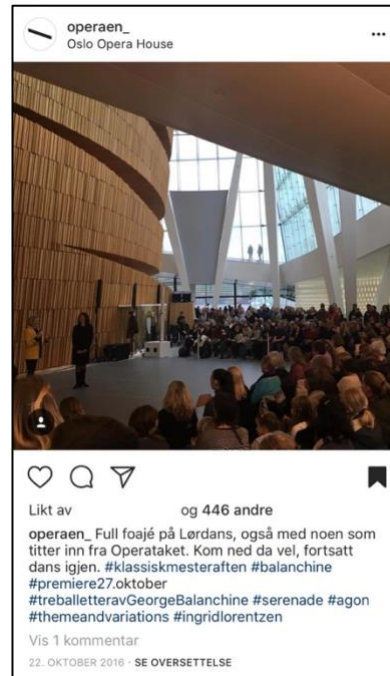 operaen_
Oslo Opera House
Likt av og 446 andre
operaen_ Full foajé på Lørdans, også med noen som
titter inn fra Operataket. Kom ned da vel, fortsatt
dans igjen. #klassiskmesteraften #balanchine
#premiere27.oktober
#treballetteravGeorgeBalanchine #serenade #agon
#themeandvariations #ingridlorentzen
Vis 1 kommentar
22. OKTOBER 2016 · SE OVERSETTELSE